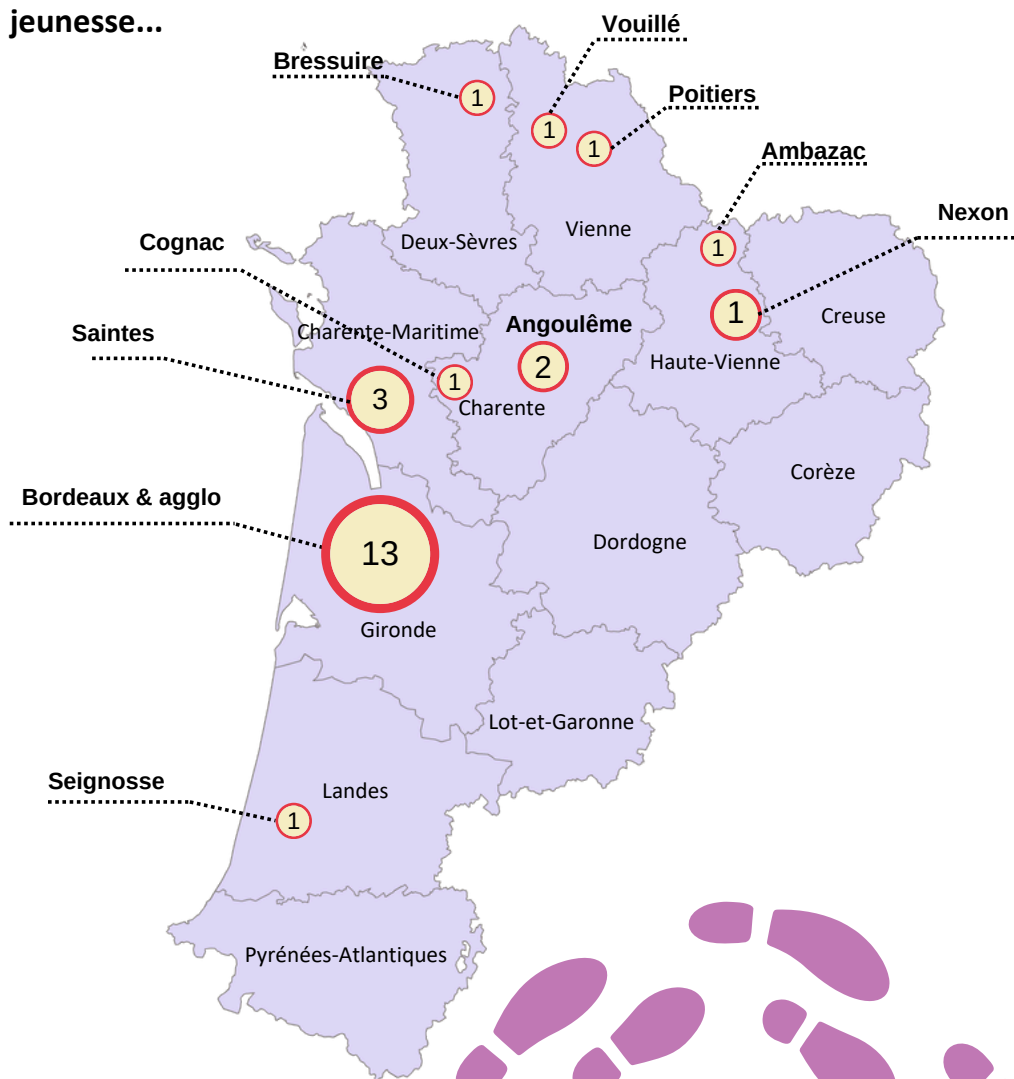 jeunesse...
Vouillé
Bressuire
Poitiers
1
1
1
Ambazac
Nexon
Vienne
Cognac
Deux-Sèvres
1
1
Creuse
Angoulême
Saintes
Charente-Maritime
Haute-Vienne
2
1
3
Charente
Corèze
Bordeaux & agglo
Dordogne
13
Gironde
Lot-et-Garonne
Seignosse
Landes
1
Pyrénées-Atlantiques